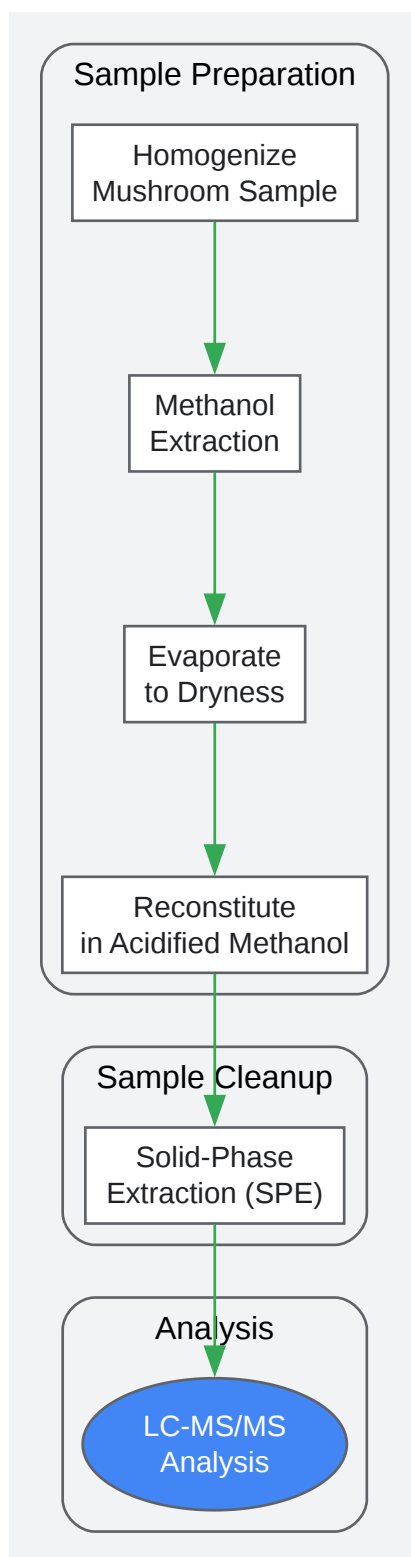 Sample Preparation
Homogenize
Mushroom Sample
Methanol
Extraction
Evaporate
to Dryness
Reconstitute
in Acidified Methanol
Sample Cleanup
Solid-Phase
Extraction (SPE)
Analysis
LC-MS/MS
Analysis